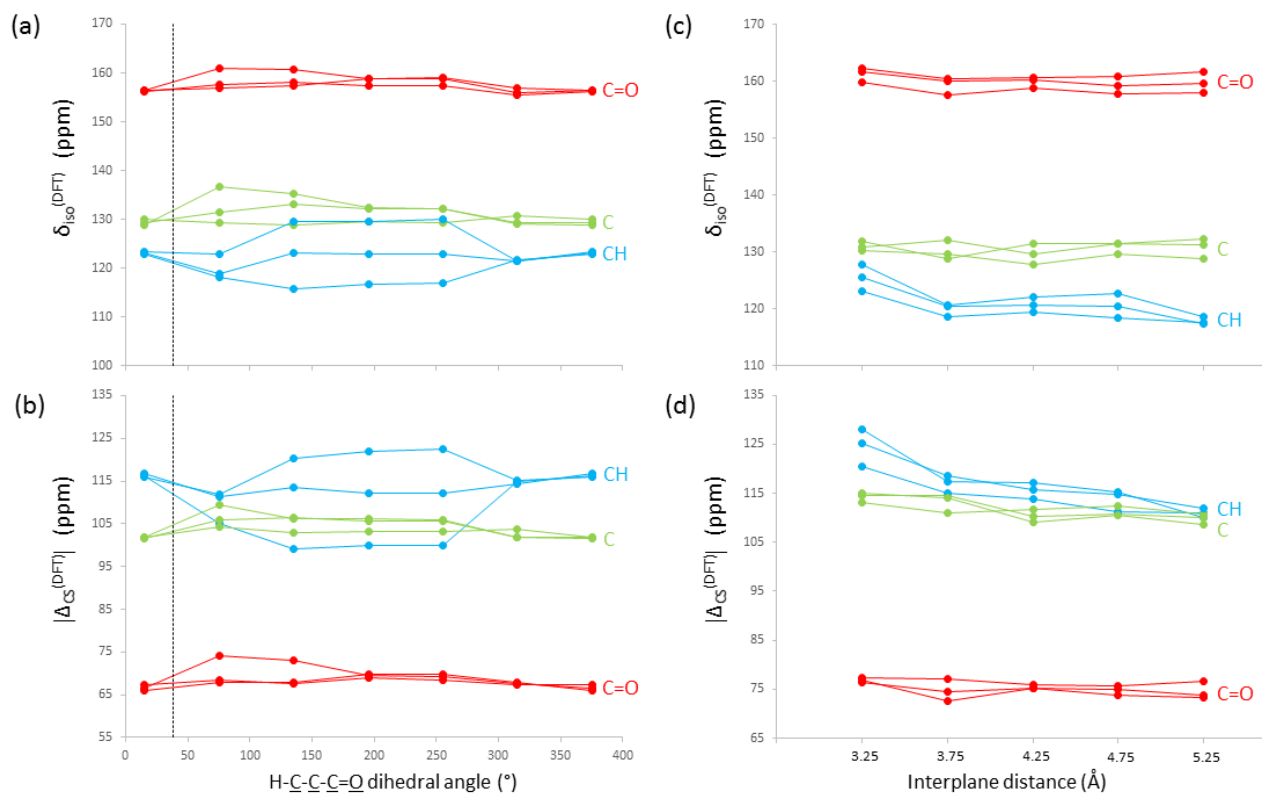 (a)
170
160
150
140
130
120
110
100
δiso(DFT) (ppm)
C=O
C
CH
(b)
135
125
115
105
95
85
75
65
55
|ΔCS(DFT)| (ppm)
CH
C
C=O
0 50 100 150 200 250 300 350 400
H-C-C-C=O dihedral angle (°)
(c)
170
160
150
140
130
120
110
δiso(DFT) (ppm)
C=O
C
CH
(d)
135
125
115
105
95
85
75
65
|ΔCS(DFT)| (ppm)
CH
C
C=O
3.25 3.75 4.25 4.75 5.25
Interplane distance (Å)